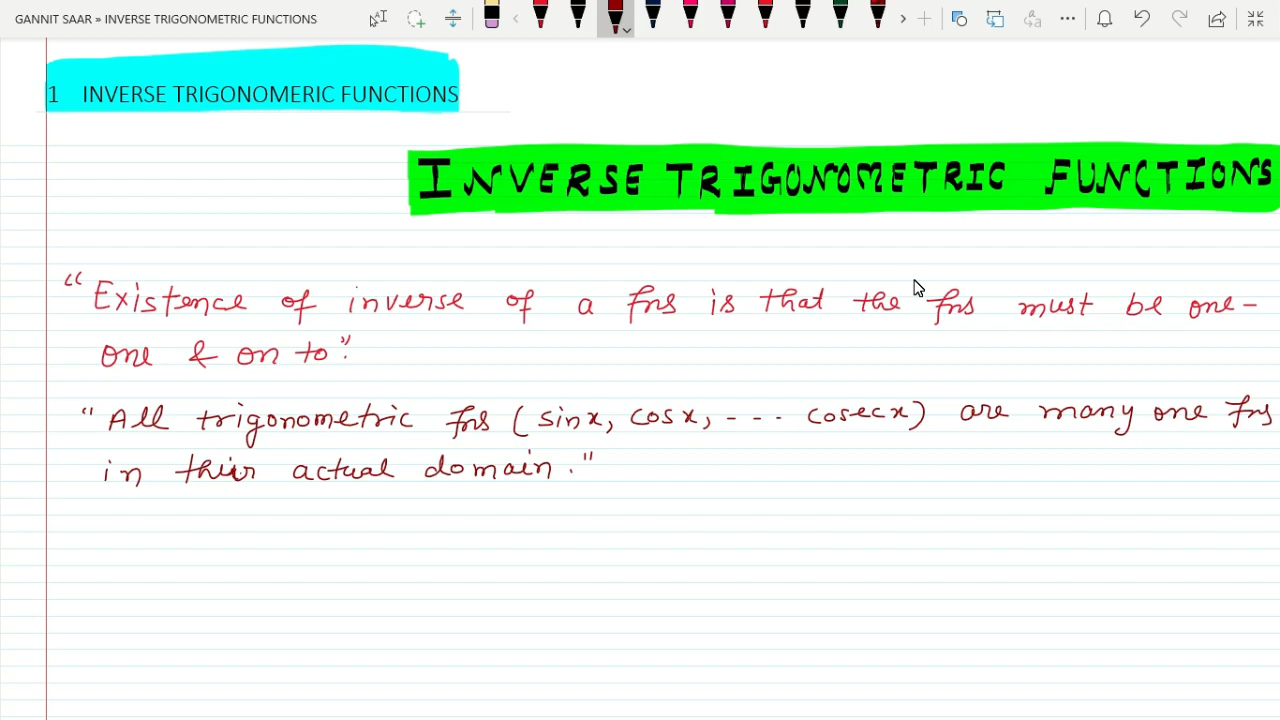 GANNIT SAAR » INVERSE TRIGONOMETRIC FUNCTIONS
1 INVERSE TRIGONOMERIC FUNCTIONS
INVERSE TRIGONOMETRIC FUNCTIONS
“Existence of inverse of a fns is that the fns must be one-
one & on to”.
"All trigonometric fns (sinx, cosx, --- cosecx) are many one fns
in thier actual domain."